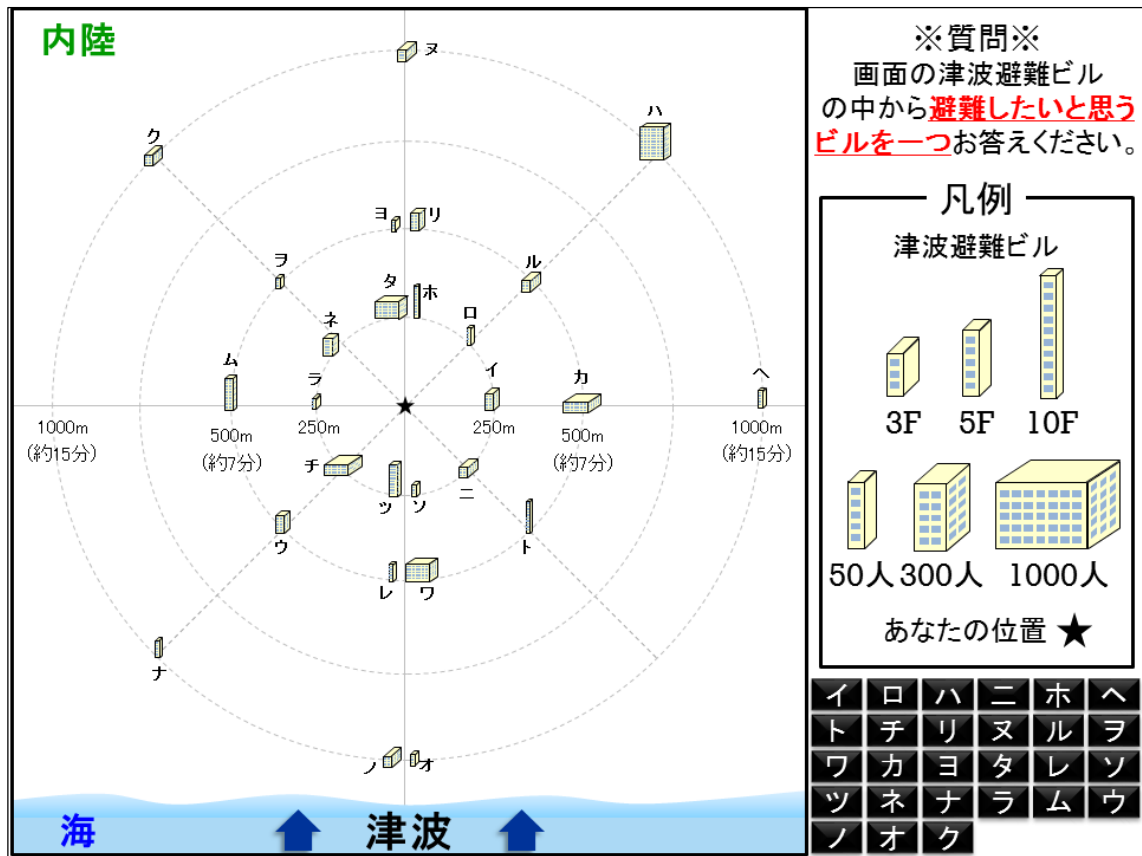 内陸
ヌ
ハ
ク
ヨ
リ
ヲ
ル
タ
ホ
ネ
ロ
ム
ラ
イ
カ
ヘ
1000m
(約15分)
500m
(約7分)
250m
250m
500m
(約7分)
1000m
(約15分)
チ
ツ
ソ
ニ
ウ
ト
レ
ワ
ナ
ノ
オ
海
津波
※質問※
画面の津波避難ビル
の中から避難したいと思う
ビルを一つお答えください。
凡例
津波避難ビル
3F 5F 10F
50人 300人 1000人
あなたの位置 ★
イ ロ ハ ニ ホ ヘ
ト チ リ ヌ ル ヲ
ワ カ ヨ タ レ ソ
ツ ネ ナ ラ ム ウ
ノ オ ク